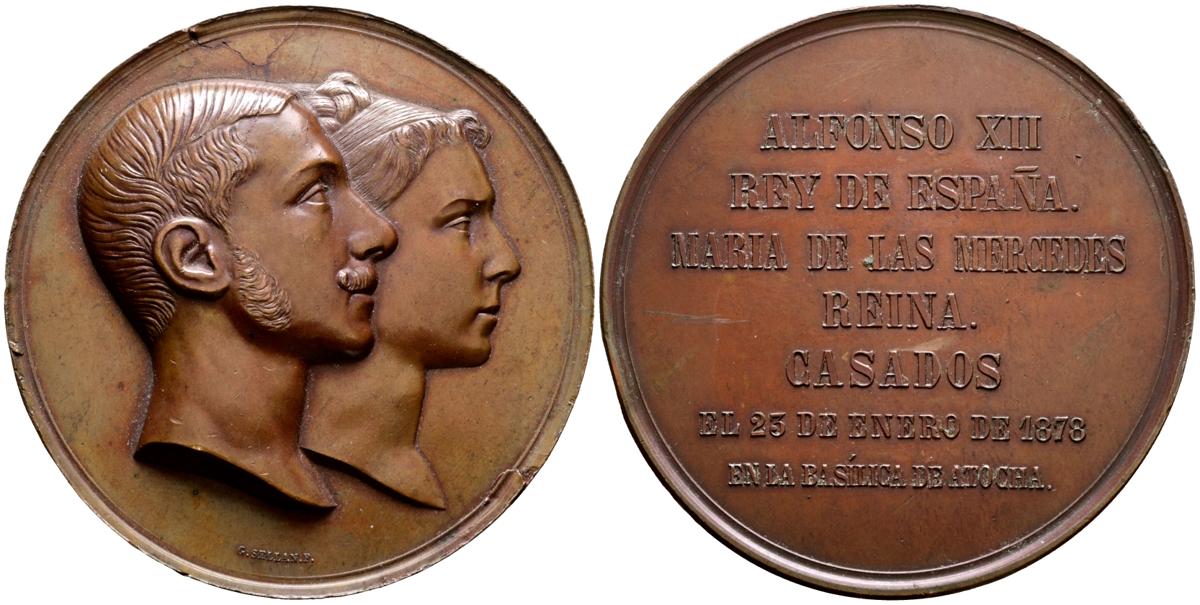 G. SELLAN. F.
ALFONSO XII
REY DE ESPAÑA.
MARIA DE LAS MERCEDES
REINA.
CASADOS
EL 23 DE ENERO DE 1878
EN LA BASÍLICA DE ATOCHA.